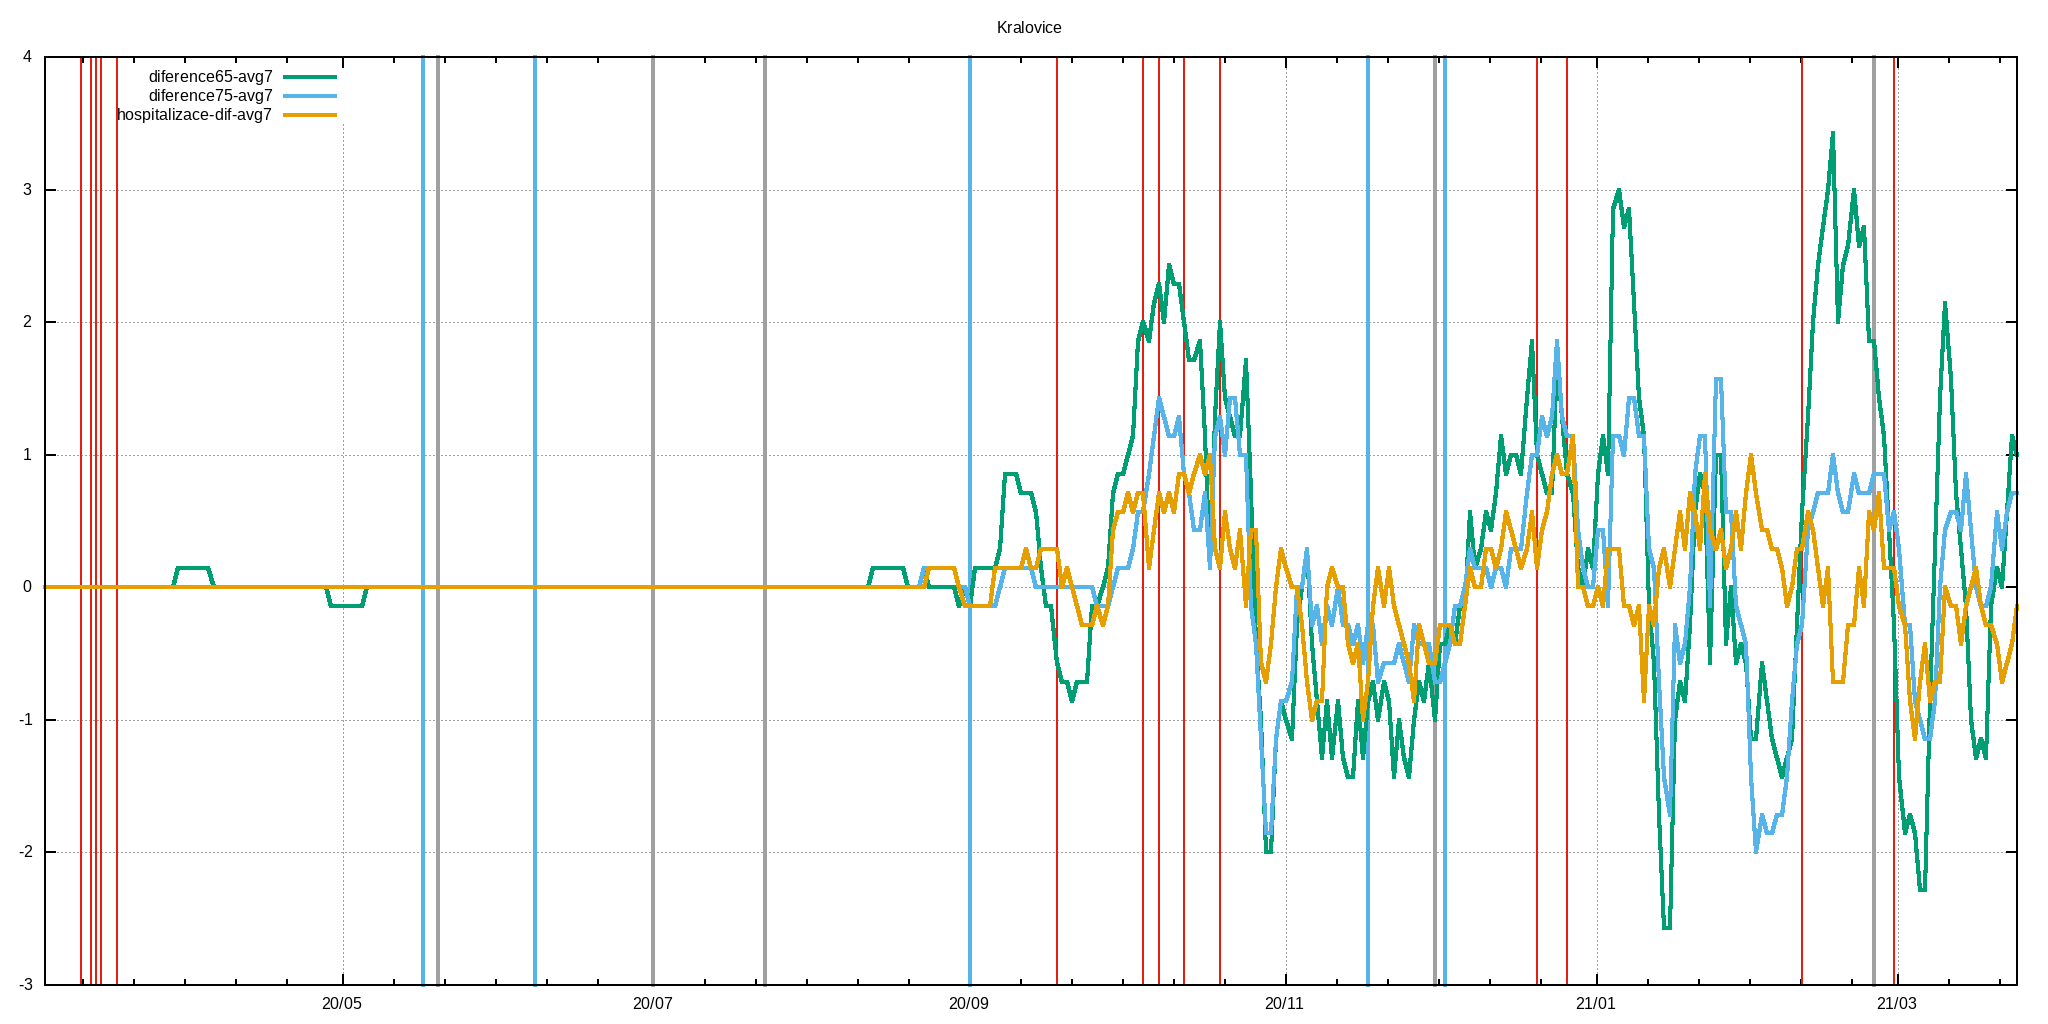 Kralovice
4
diference65-avg7
diference75-avg7
hospitalizace-dif-avg7
3
2
1
0
-1
-2
-3
20/05 20/07 20/09 20/11 21/01 21/03